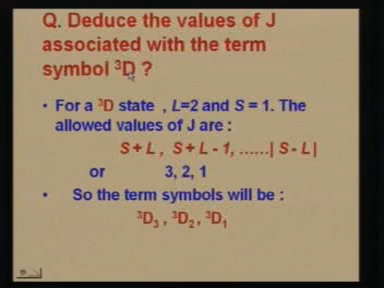 Q. Deduce the values of J
associated with the term
symbol ³D ?
• For a ³D state , L=2 and S = 1. The
allowed values of J are :
S + L , S + L - 1, ......| S - L |
or 3, 2, 1
• So the term symbols will be :
³D₃ , ³D₂ , ³D₁